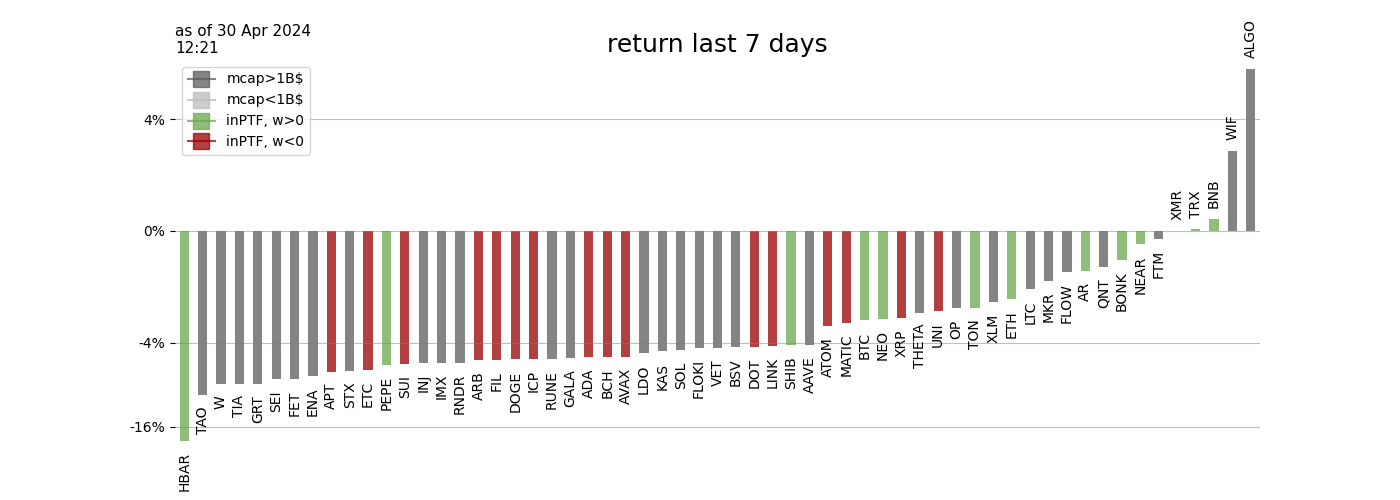 as of 30 Apr 2024
12:21
return last 7 days
mcap>1B$
mcap<1B$
inPTF, w>0
inPTF, w<0
4%
0%
-4%
-16%
HBAR
TAO
W
TIA
GRT
SEI
FET
ENA
APT
STX
ETC
PEPE
SUI
INJ
IMX
RNDR
ARB
FIL
DOGE
ICP
RUNE
GALA
ADA
BCH
AVAX
LDO
KAS
SOL
FLOKI
VET
BSV
DOT
LINK
SHIB
AAVE
ATOM
MATIC
BTC
NEO
XRP
THETA
UNI
OP
TON
XLM
ETH
LTC
MKR
FLOW
AR
QNT
BONK
NEAR
FTM
XMR
TRX
BNB
WIF
ALGO